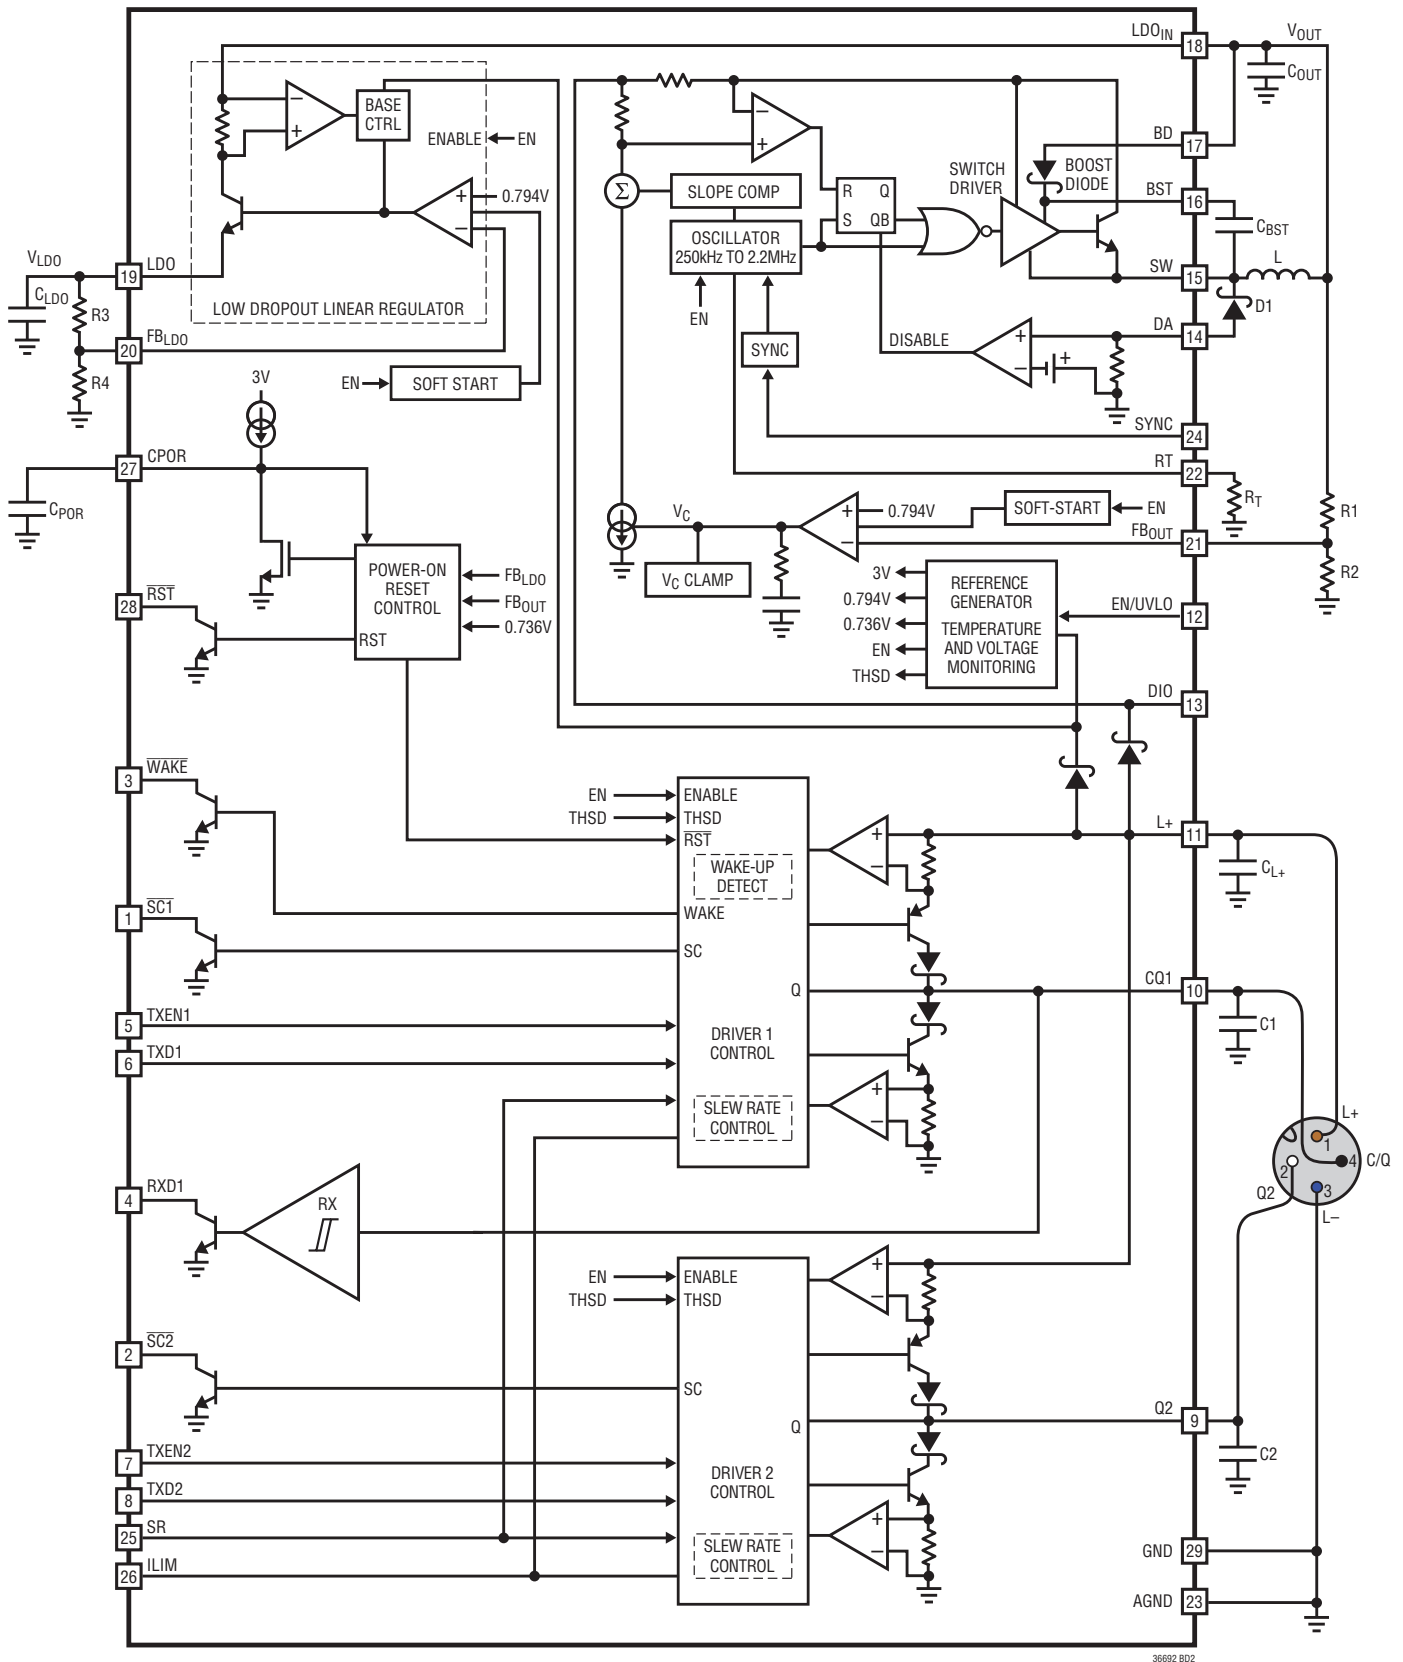 LDOIN
18
VOUT
COUT
BASE
CTRL
ENABLE
EN
0.794V
+
−
−
+
LOW DROPOUT LINEAR REGULATOR
VLDO
19
LDO
CLDO
R3
20
FBLDO
R4
EN
SOFT START
−
+
Σ
SLOPE COMP
OSCILLATOR
250kHz TO 2.2MHz
EN
SYNC
R
Q
S
QB
SWITCH
DRIVER
BOOST
DIODE
BD
17
BST
16
CBST
SW
15
L
D1
DA
14
DISABLE
+
−
+
SYNC
24
RT
22
RT
3V
27
CPOR
CPOR
28
RST
POWER-ON
RESET
CONTROL
RST
FBLDO
FBOUT
0.736V
VC
VC CLAMP
+
−
0.794V
SOFT-START
EN
FBOUT
21
R1
R2
3V
0.794V
0.736V
EN
THSD
REFERENCE
GENERATOR
TEMPERATURE
AND VOLTAGE
MONITORING
EN/UVLO
12
DIO
13
3
WAKE
1
SC1
5
TXEN1
6
TXD1
EN
THSD
ENABLE
THSD
RST
WAKE-UP
DETECT
WAKE
SC
Q
DRIVER 1
CONTROL
SLEW RATE
CONTROL
+
−
+
−
L+
11
CL+
CQ1
10
C1
L+
1
2
3
4
C/Q
Q2
L−
4
RXD1
RX
2
SC2
7
TXEN2
8
TXD2
25
SR
26
ILIM
EN
THSD
ENABLE
THSD
SC
Q
DRIVER 2
CONTROL
SLEW RATE
CONTROL
+
−
+
−
Q2
9
C2
GND
29
AGND
23
36692 BD2